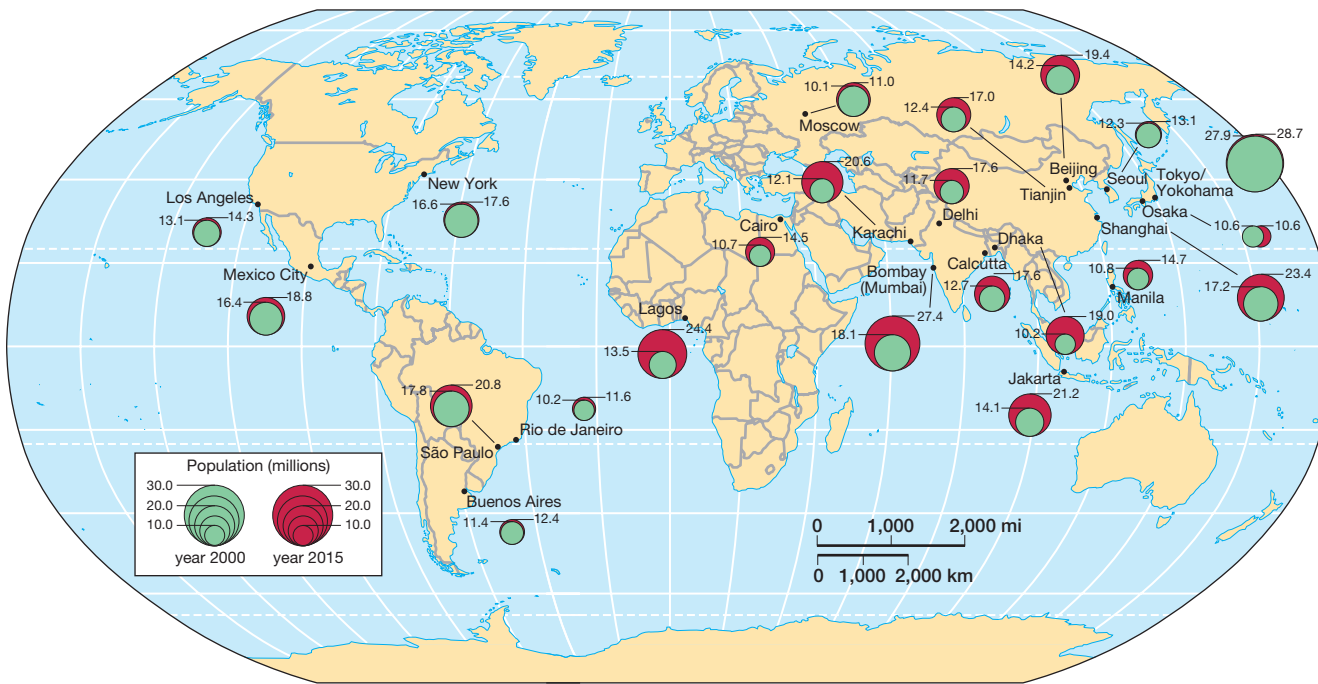 19.4
14.2
10.1
11.0
Moscow
12.4
17.0
12.3
13.1
27.9
28.7
20.6
12.1
17.6
11.7
Beijing
Tianjin
Seoul
Tokyo/
Yokohama
Osaka
Shanghai
Los Angeles
13.1
14.3
New York
16.6
17.6
Cairo
10.7
14.5
Karachi
Delhi
Dhaka
Calcutta
Bombay
(Mumbai)
12.7
17.6
10.6
10.6
10.8
14.7
Manila
17.2
23.4
Mexico City
16.4
18.8
Lagos
13.5
24.4
18.1
27.4
10.2
19.0
Jakarta
14.1
21.2
17.8
20.8
10.2
11.6
Rio de Janeiro
São Paulo
Buenos Aires
11.4
12.4
Population (millions)
30.0
20.0
10.0
year 2000
30.0
20.0
10.0
year 2015
0 1,000 2,000 mi
0 1,000 2,000 km